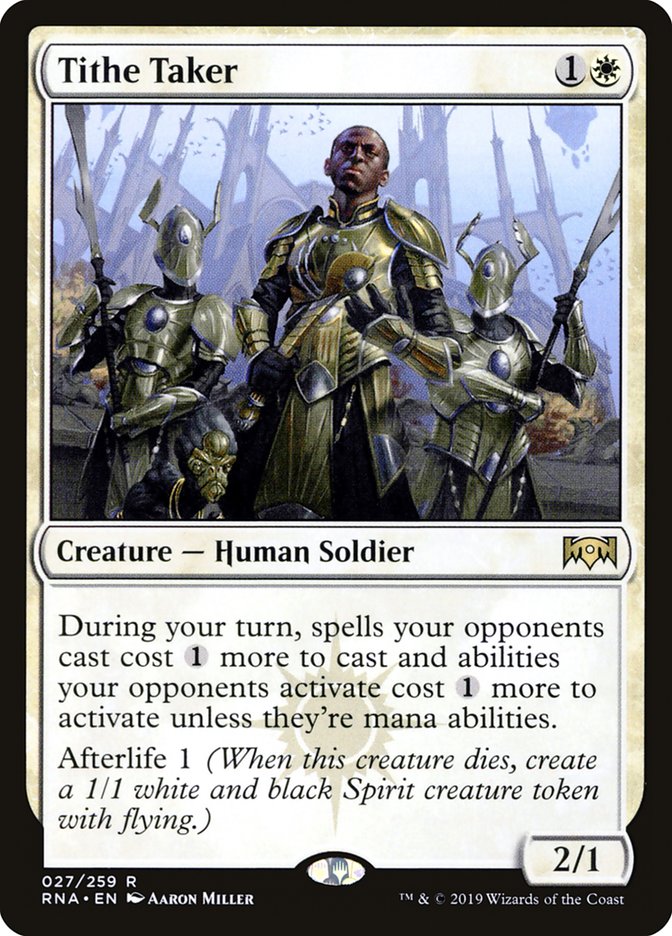 Tithe Taker 1
Creature — Human Soldier
During your turn, spells your opponents
cast cost 1 more to cast and abilities
your opponents activate cost 1 more to
activate unless they're mana abilities.
Afterlife 1 (When this creature dies, create
a 1/1 white and black Spirit creature token
with flying.)
2/1
027/259 R
RNA • EN Aaron Miller
™ & © 2019 Wizards of the Coast